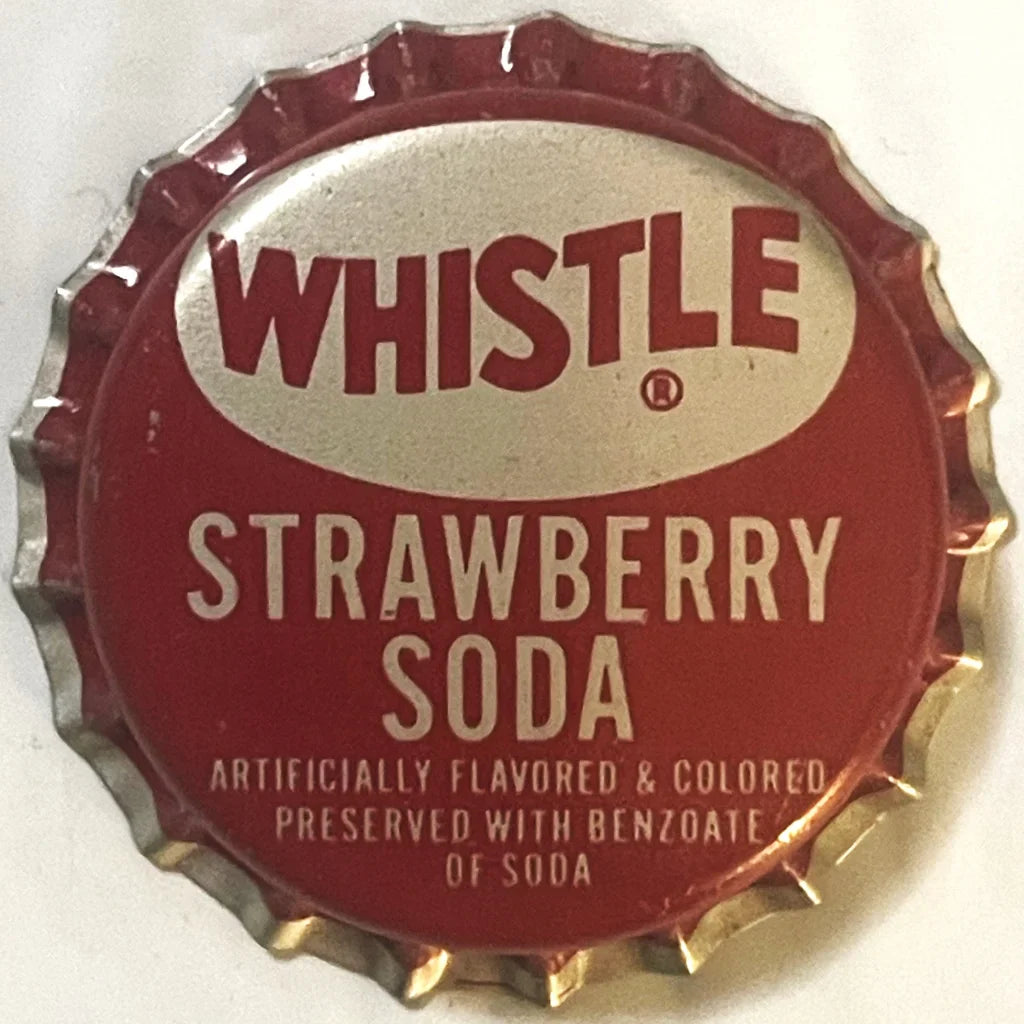 WHISTLE
®
STRAWBERRY
SODA
ARTIFICIALLY FLAVORED & COLORED
PRESERVED WITH BENZOATE
OF SODA